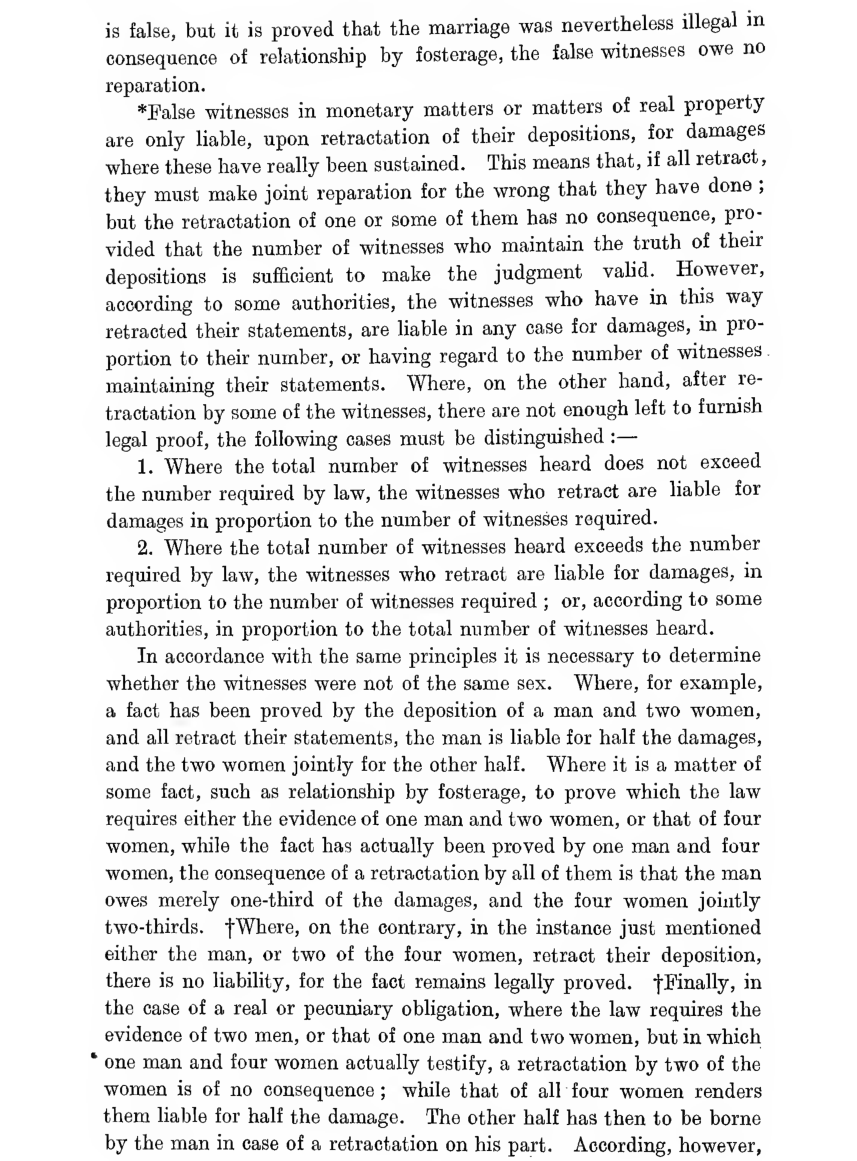 is false, but it is proved that the marriage was nevertheless illegal in
consequence of relationship by fosterage, the false witnesses owe no
reparation.
*False witnesses in monetary matters or matters of real property
are only liable, upon retractation of their depositions, for damages
where these have really been sustained. This means that, if all retract,
they must make joint reparation for the wrong that they have done ;
but the retractation of one or some of them has no consequence, pro-
vided that the number of witnesses who maintain the truth of their
depositions is sufficient to make the judgment valid. However,
according to some authorities, the witnesses who have in this way
retracted their statements, are liable in any case for damages, in pro-
portion to their number, or having regard to the number of witnesses
maintaining their statements. Where, on the other hand, after re-
tractation by some of the witnesses, there are not enough left to furnish
legal proof, the following cases must be distinguished :—
1. Where the total number of witnesses heard does not exceed
the number required by law, the witnesses who retract are liable for
damages in proportion to the number of witnesses required.
2. Where the total number of witnesses heard exceeds the number
required by law, the witnesses who retract are liable for damages, in
proportion to the number of witnesses required ; or, according to some
authorities, in proportion to the total number of witnesses heard.
In accordance with the same principles it is necessary to determine
whether the witnesses were not of the same sex. Where, for example,
a fact has been proved by the deposition of a man and two women,
and all retract their statements, the man is liable for half the damages,
and the two women jointly for the other half. Where it is a matter of
some fact, such as relationship by fosterage, to prove which the law
requires either the evidence of one man and two women, or that of four
women, while the fact has actually been proved by one man and four
women, the consequence of a retractation by all of them is that the man
owes merely one-third of the damages, and the four women jointly
two-thirds. †Where, on the contrary, in the instance just mentioned
either the man, or two of the four women, retract their deposition,
there is no liability, for the fact remains legally proved. †Finally, in
the case of a real or pecuniary obligation, where the law requires the
evidence of two men, or that of one man and two women, but in which
one man and four women actually testify, a retractation by two of the
women is of no consequence ; while that of all four women renders
them liable for half the damage. The other half has then to be borne
by the man in case of a retractation on his part. According, however,